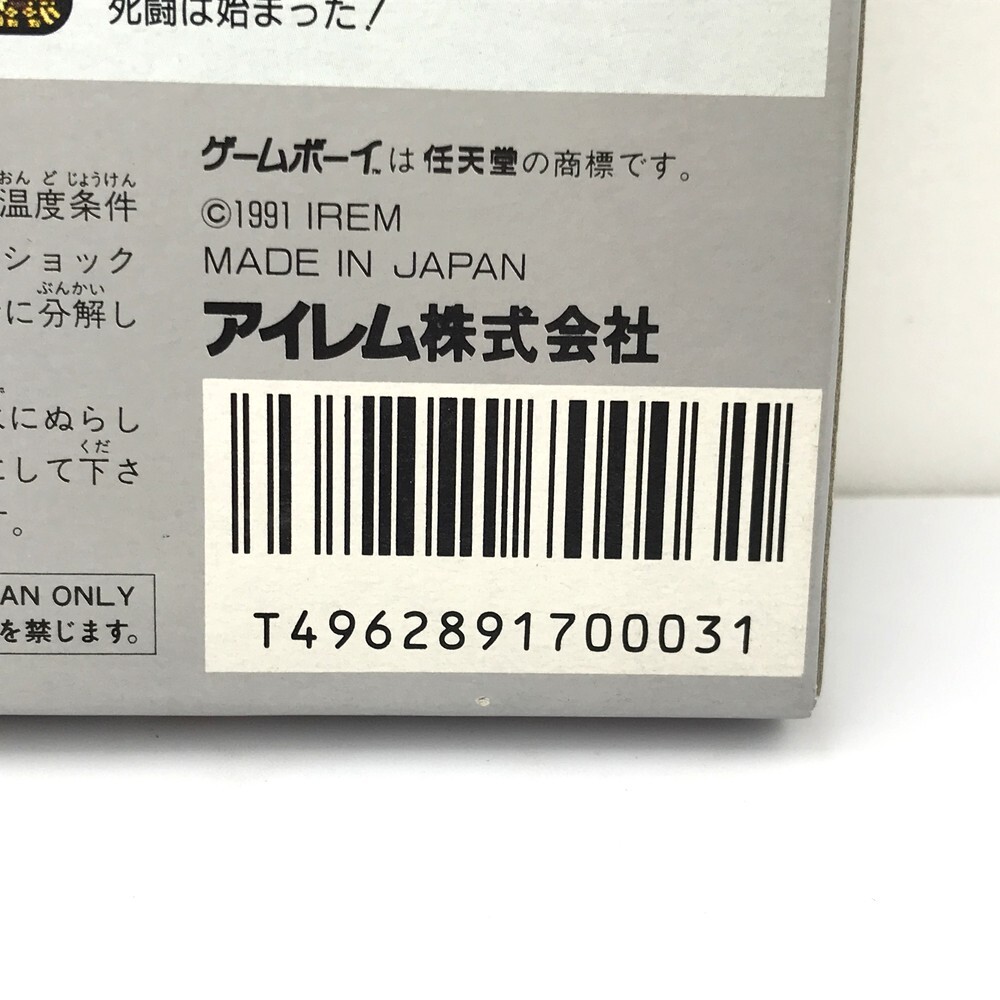 死闘は始まった!
ゲームボーイ™は任天堂の商標です。
©1991 IREM
MADE IN JAPAN
アイレム株式会社
おんどじょうけん
温度条件
ショック
ぶんかい
に分解し
にぬらし
くだ
して下さ
。
AN ONLY
を禁じます。
T4962891700031